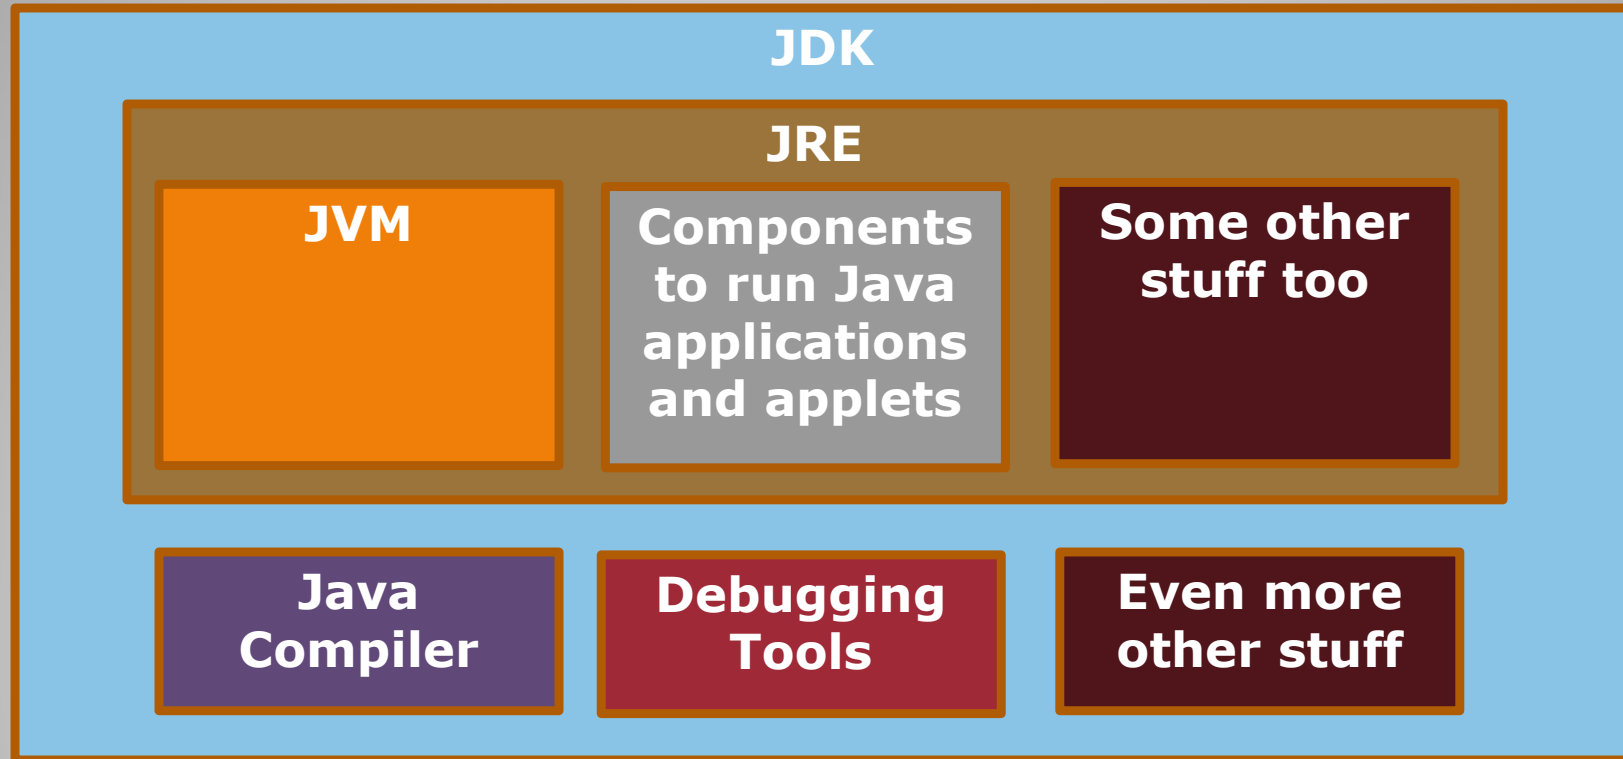 JDK
JRE
JVM
Components
to run Java
applications
and applets
Some other
stuff too
Java
Compiler
Debugging
Tools
Even more
other stuff